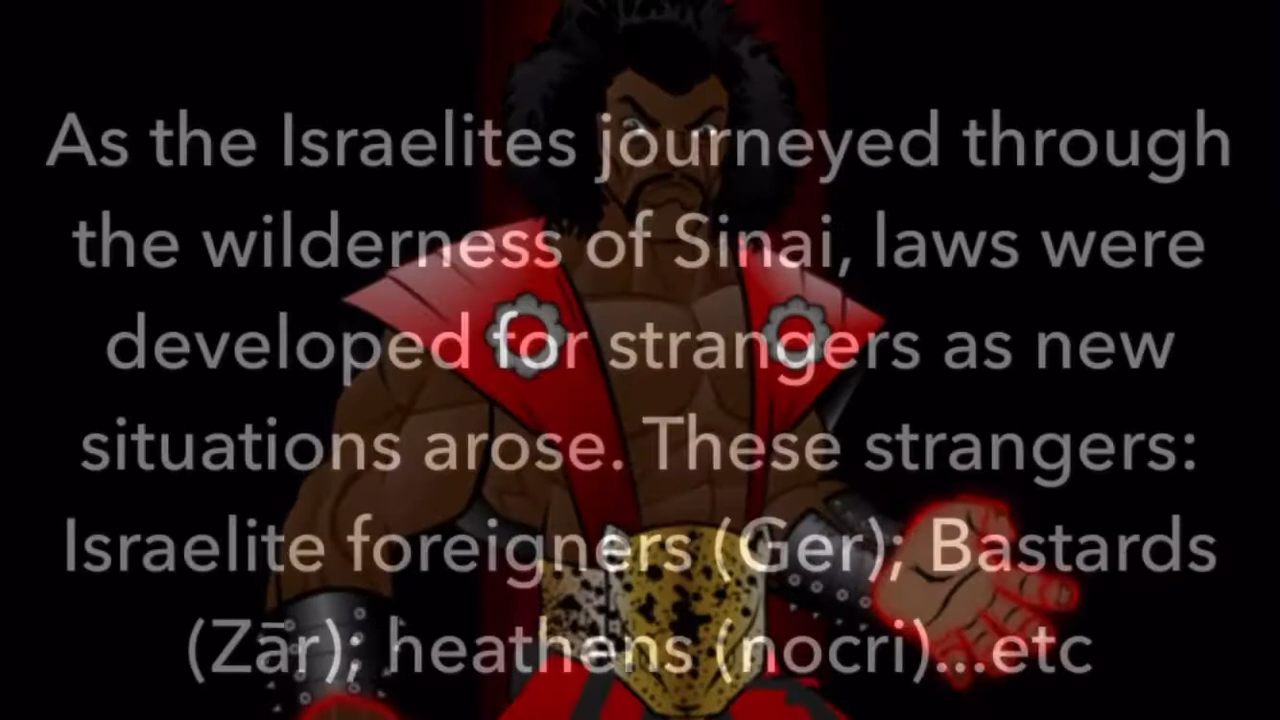 As the Israelites journeyed through
the wilderness of Sinai, laws were
developed for strangers as new
situations arose. These strangers:
Israelite foreigners (Ger); Bastards
(Zār); heathens (nocri)...etc